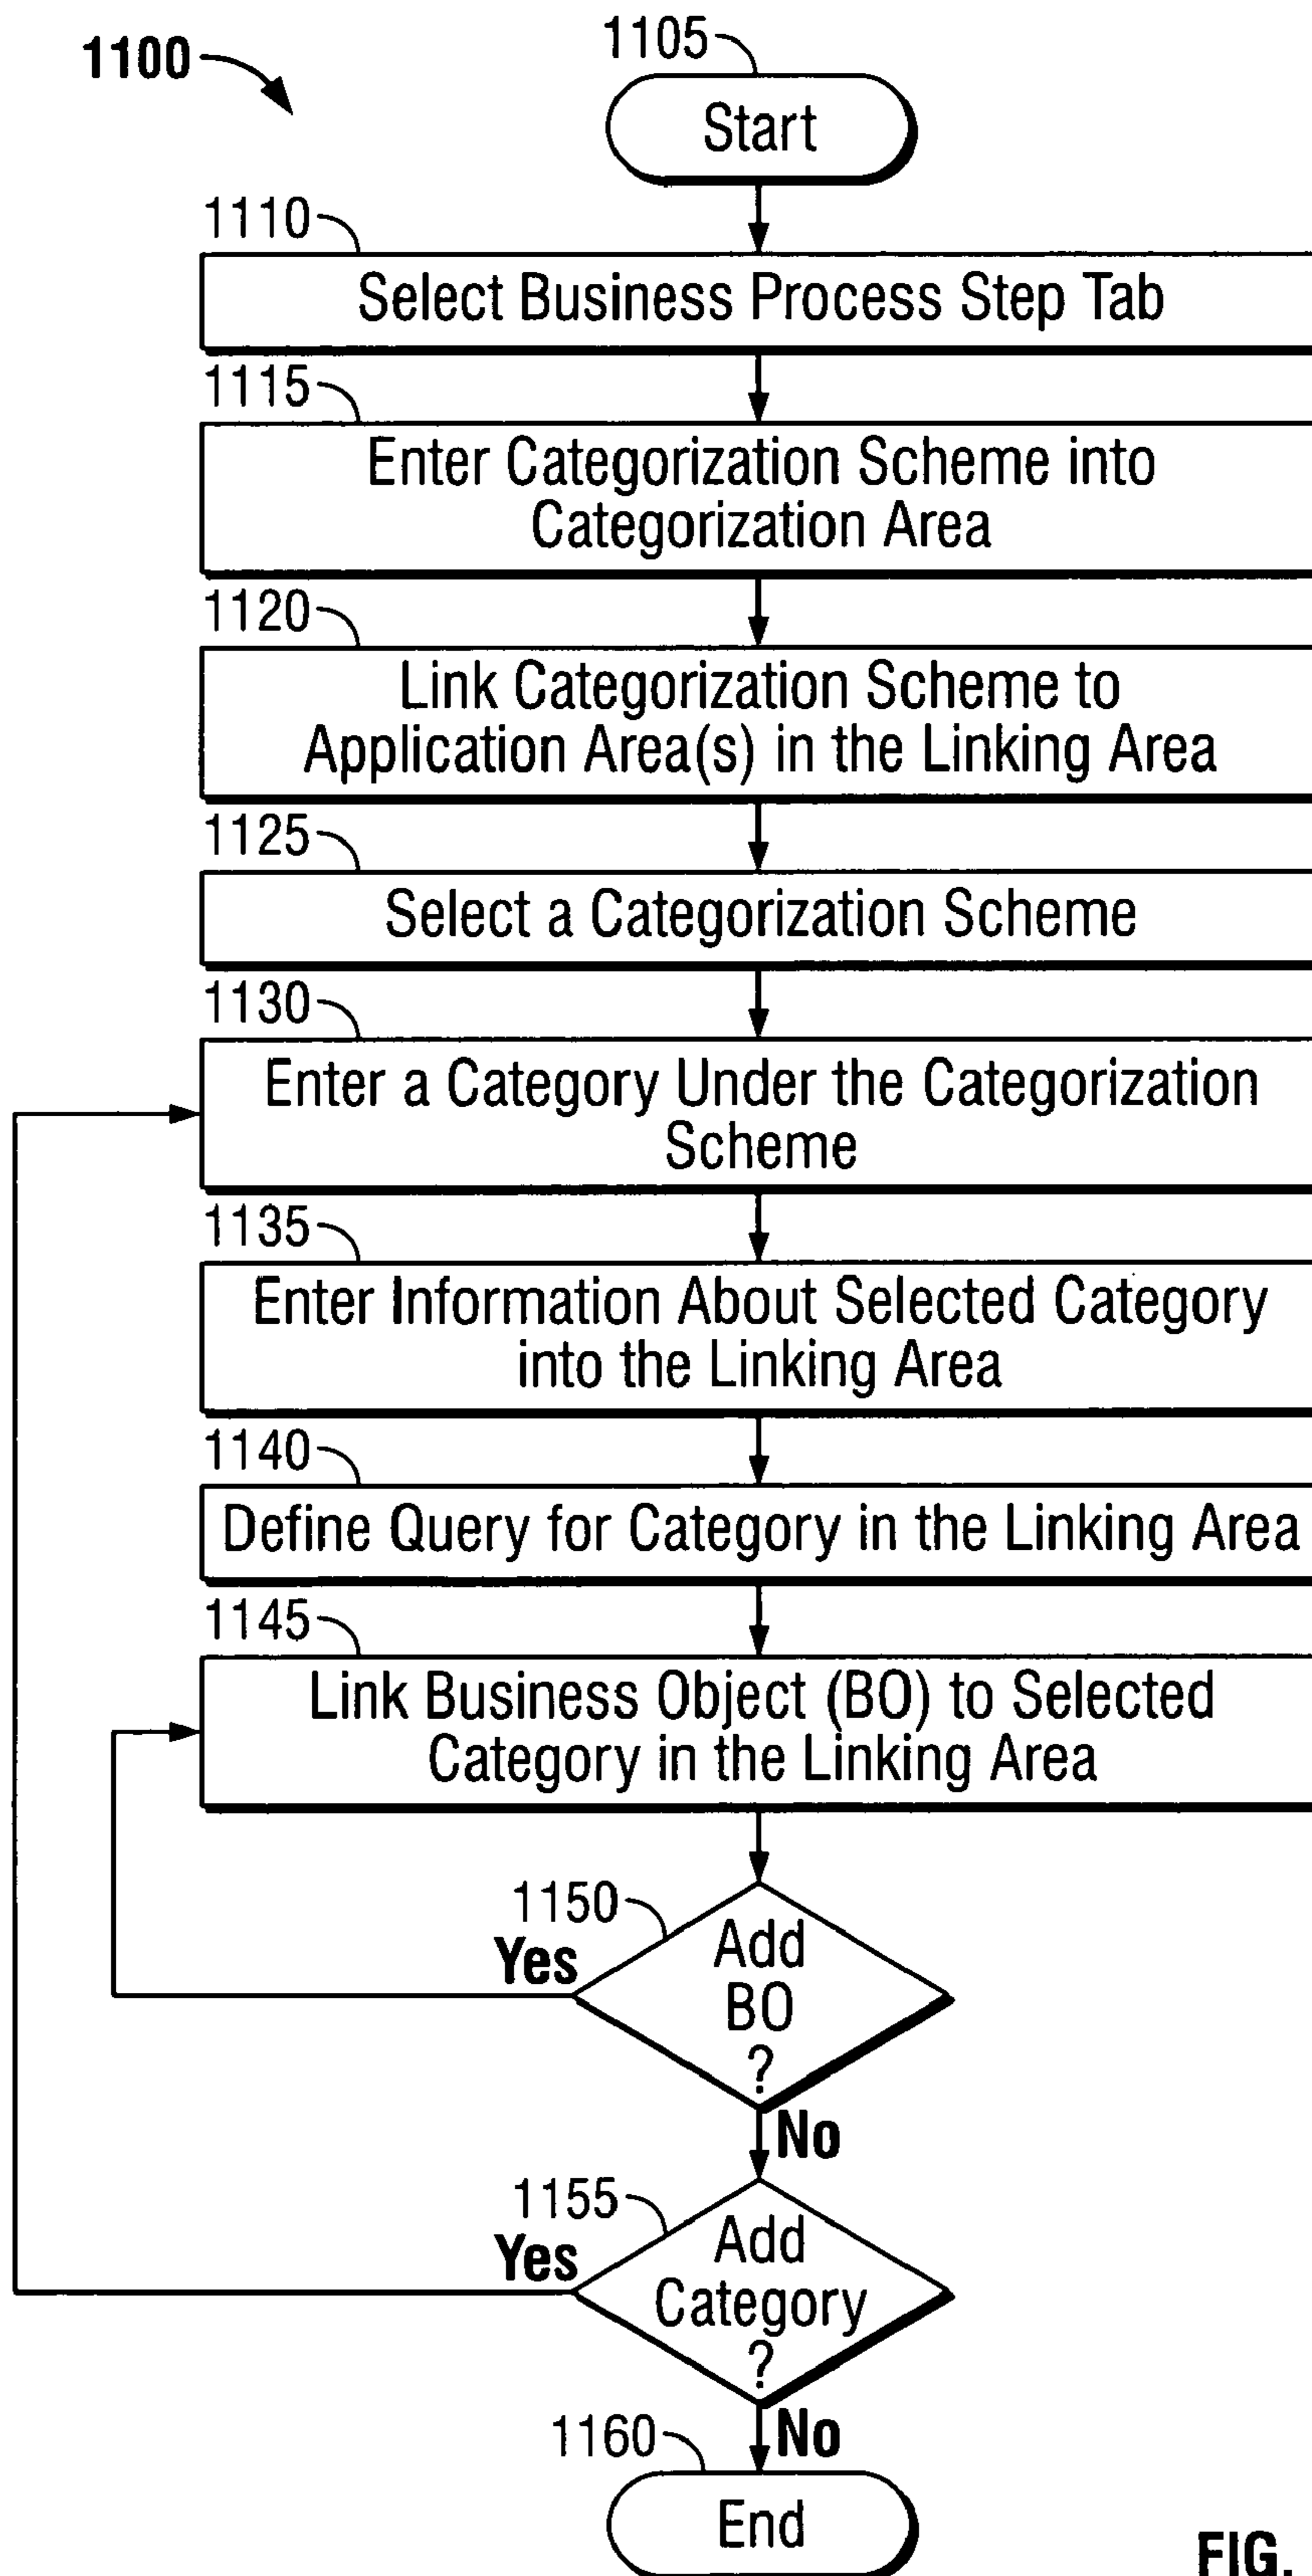 1100
1105
Start
1110
Select Business Process Step Tab
1115
Enter Categorization Scheme into
Categorization Area
1120
Link Categorization Scheme to
Application Area(s) in the Linking Area
1125
Select a Categorization Scheme
1130
Enter a Category Under the Categorization
Scheme
1135
Enter Information About Selected Category
into the Linking Area
1140
Define Query for Category in the Linking Area
1145
Link Business Object (BO) to Selected
Category in the Linking Area
1150
Yes
Add
BO
?
No
1155
Yes
Add
Category
?
No
1160
End
FIG.